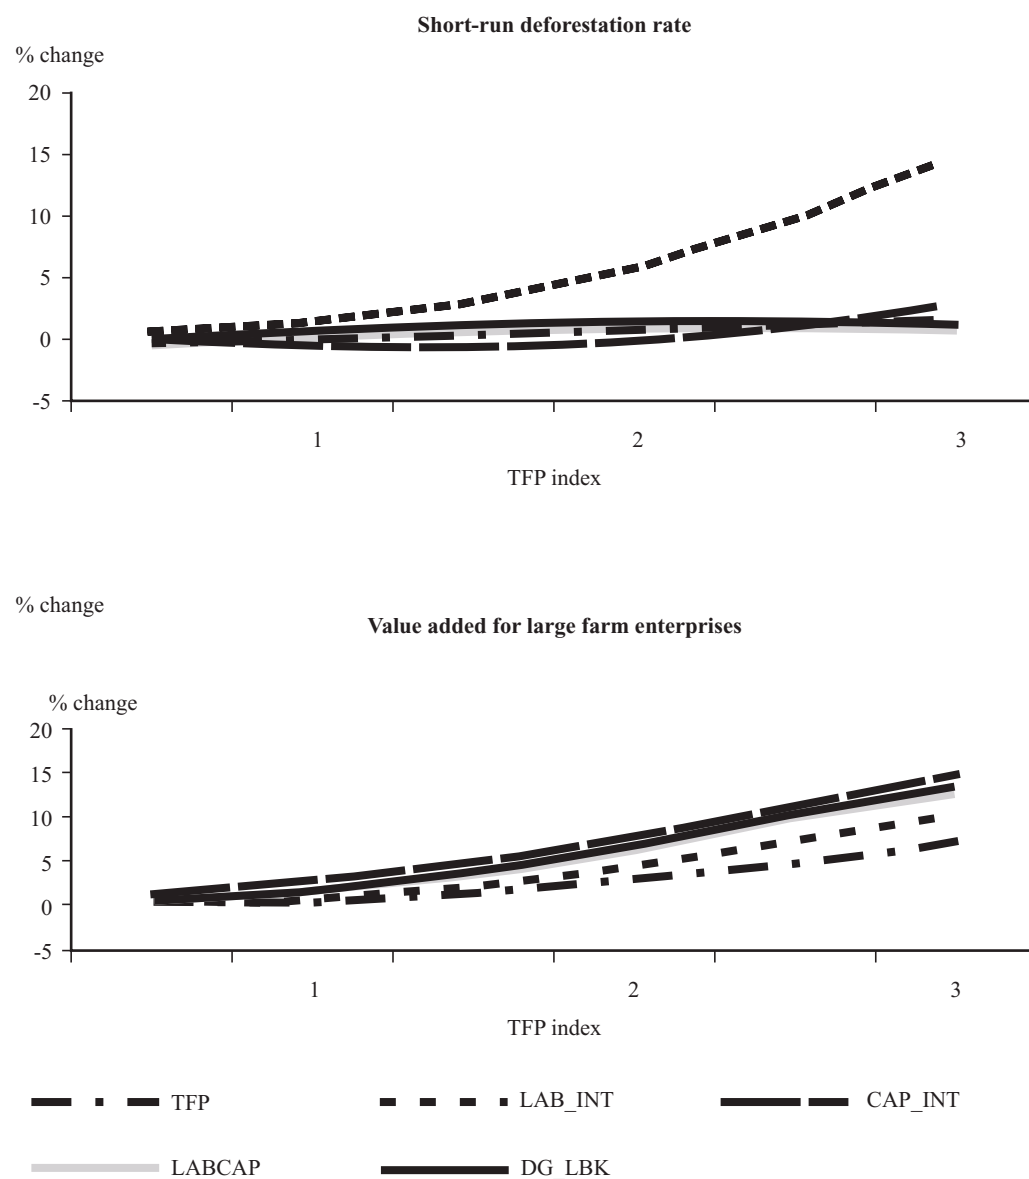 Short-run deforestation rate
% change
20
15
10
5
0
-5
1 2 3
TFP index
% change
Value added for large farm enterprises
% change
20
15
10
5
0
-5
1 2 3
TFP index
TFP LAB_INT CAP_INT
LABCAP DG_LBK